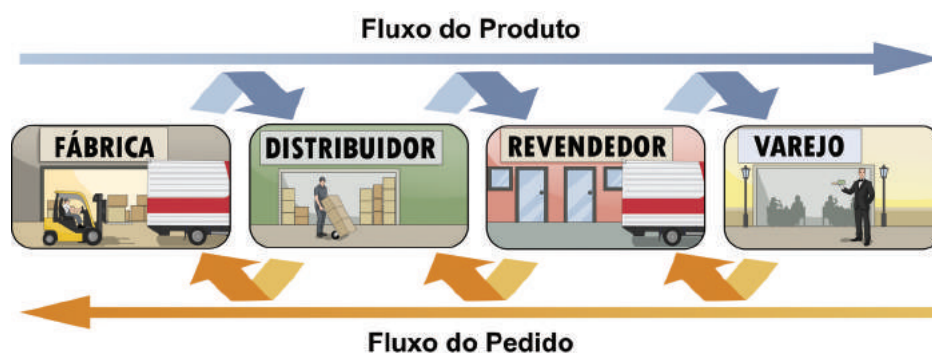 Fluxo do Produto
FÁBRICA
DISTRIBUIDOR
REVENDEDOR
VAREJO
Fluxo do Pedido